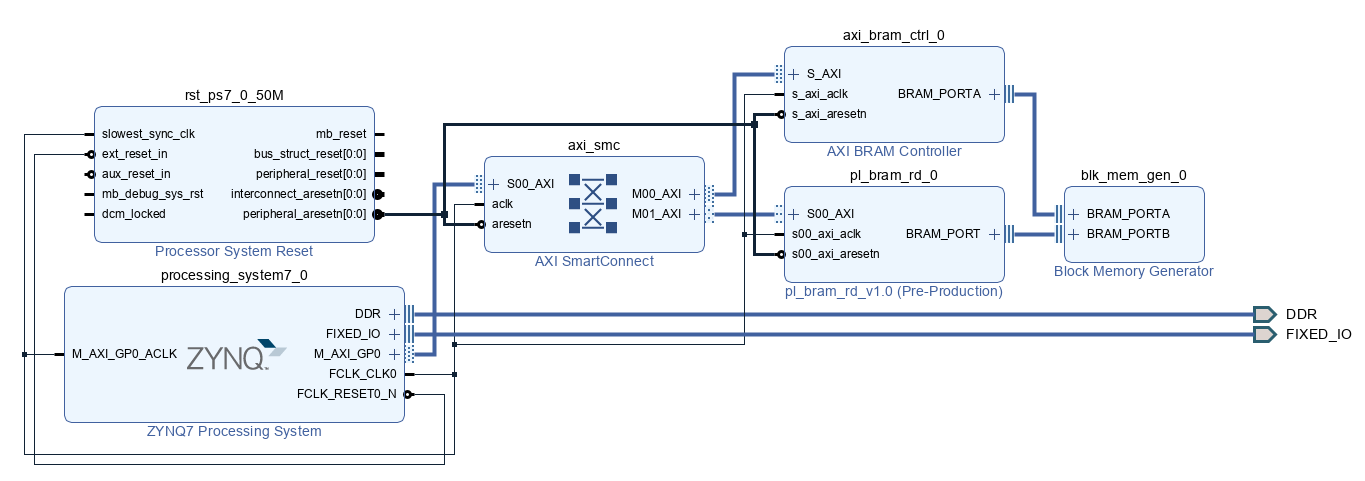 rst_ps7_0_50M
slowest_sync_clk
ext_reset_in
aux_reset_in
mb_debug_sys_rst
dcm_locked
mb_reset
bus_struct_reset[0:0]
peripheral_reset[0:0]
interconnect_aresetn[0:0]
peripheral_aresetn[0:0]
Processor System Reset
processing_system7_0
M_AXI_GP0_ACLK
ZYNQ
DDR
FIXED_IO
M_AXI_GP0
FCLK_CLK0
FCLK_RESET0_N
ZYNQ7 Processing System
axi_smc
S00_AXI
aclk
aresetn
M00_AXI
M01_AXI
AXI SmartConnect
axi_bram_ctrl_0
S_AXI
s_axi_aclk
s_axi_aresetn
BRAM_PORTA
AXI BRAM Controller
pl_bram_rd_0
S00_AXI
s00_axi_aclk
s00_axi_aresetn
BRAM_PORT
pl_bram_rd_v1.0 (Pre-Production)
blk_mem_gen_0
BRAM_PORTA
BRAM_PORTB
Block Memory Generator
DDR
FIXED_IO